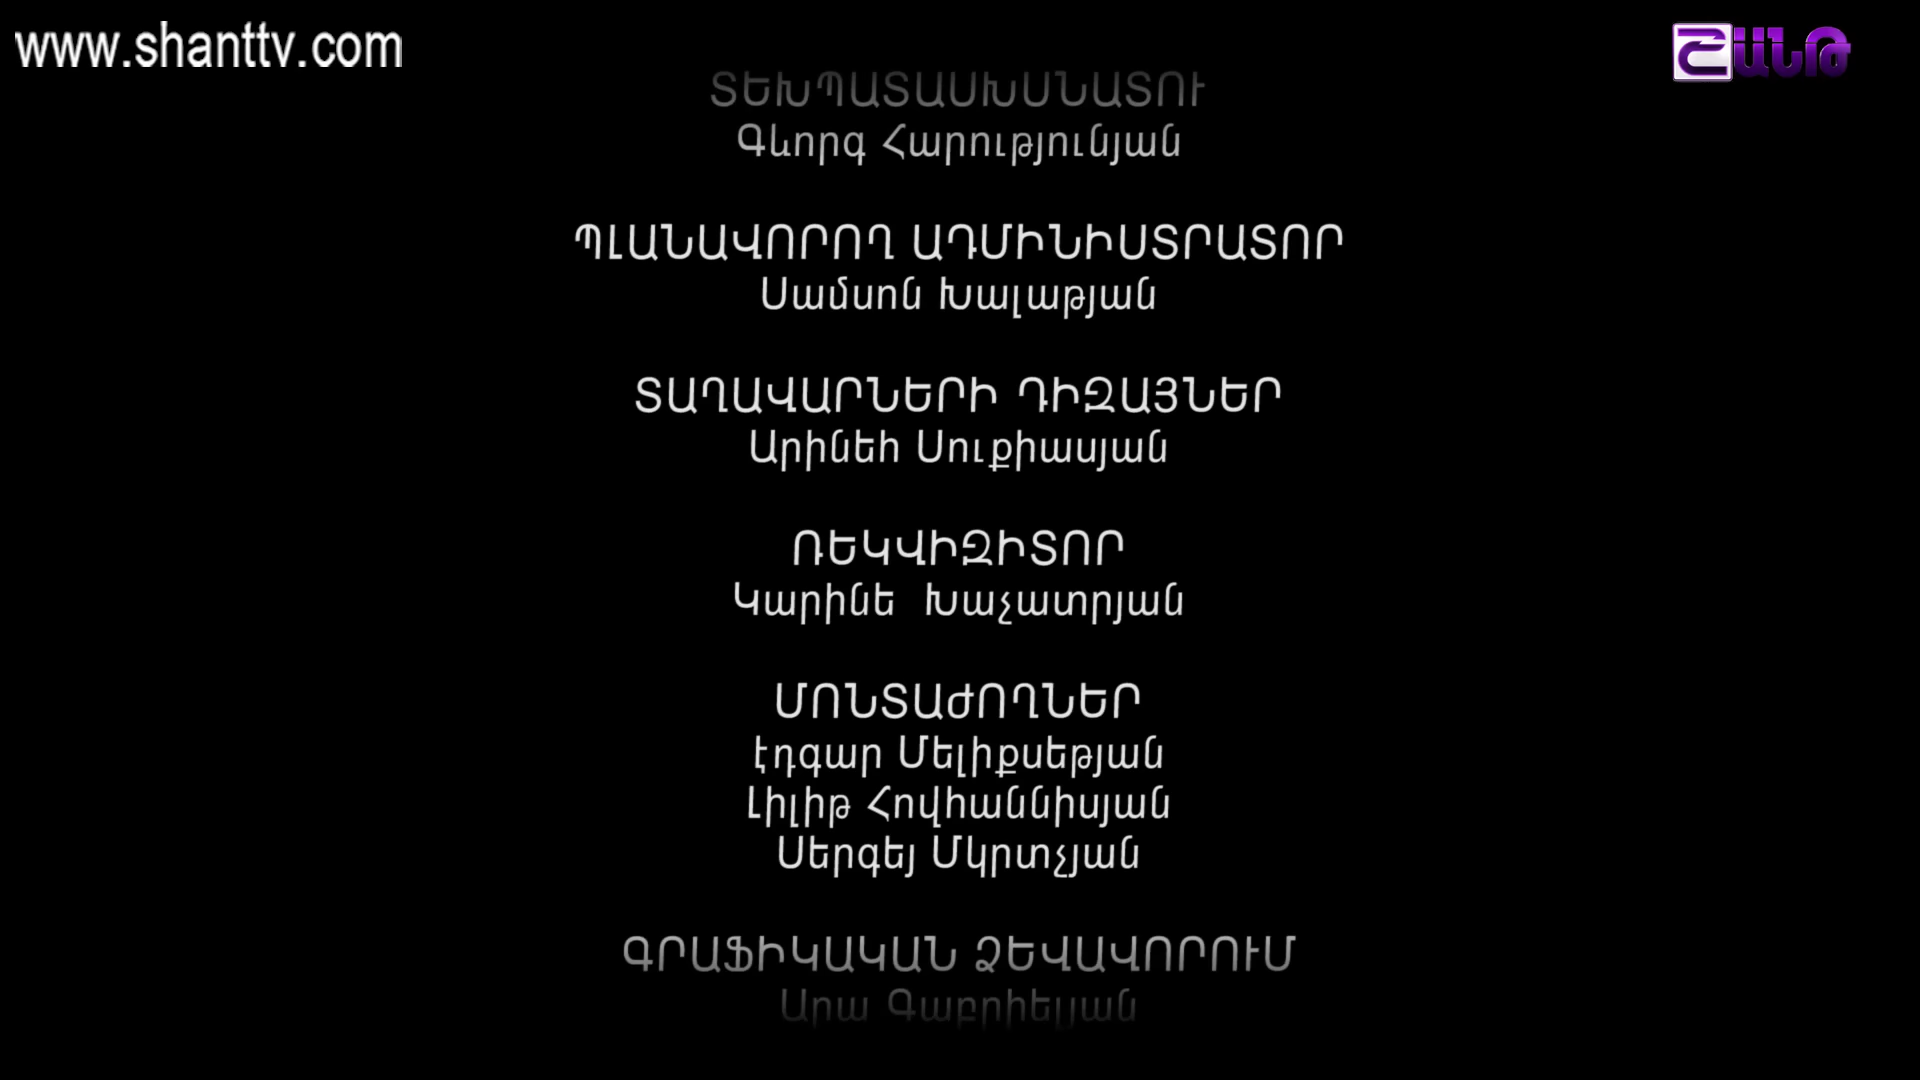 www.shanttv.com
ՇԱՆԹ
ՏԵԽՊԱՏԱՍԽՍՆԱՏՈՒ
Գևորգ Հարությունյան
ՊԼԱՆԱՎՈՐՈՂ ԱԴՄԻՆԻՍՏՐԱՏՈՐ
Սամսոն Խալաթյան
ՏԱՂԱՎԱՐՆԵՐԻ ԴԻԶԱՅՆԵՐ
Արինեհ Սուքիասյան
ՌԵԿՎԻԶԻՏՈՐ
Կարինե Խաչատրյան
ՄՈՆՏԱԺՈՂՆԵՐ
Էդգար Մելիքսեթյան
Լիլիթ Հովհաննիսյան
Սերգեյ Մկրտչյան
ԳՐԱՖԻԿԱԿԱՆ ՁԵՎԱՎՈՐՈՒՄ
Արա Գաբրիելյան